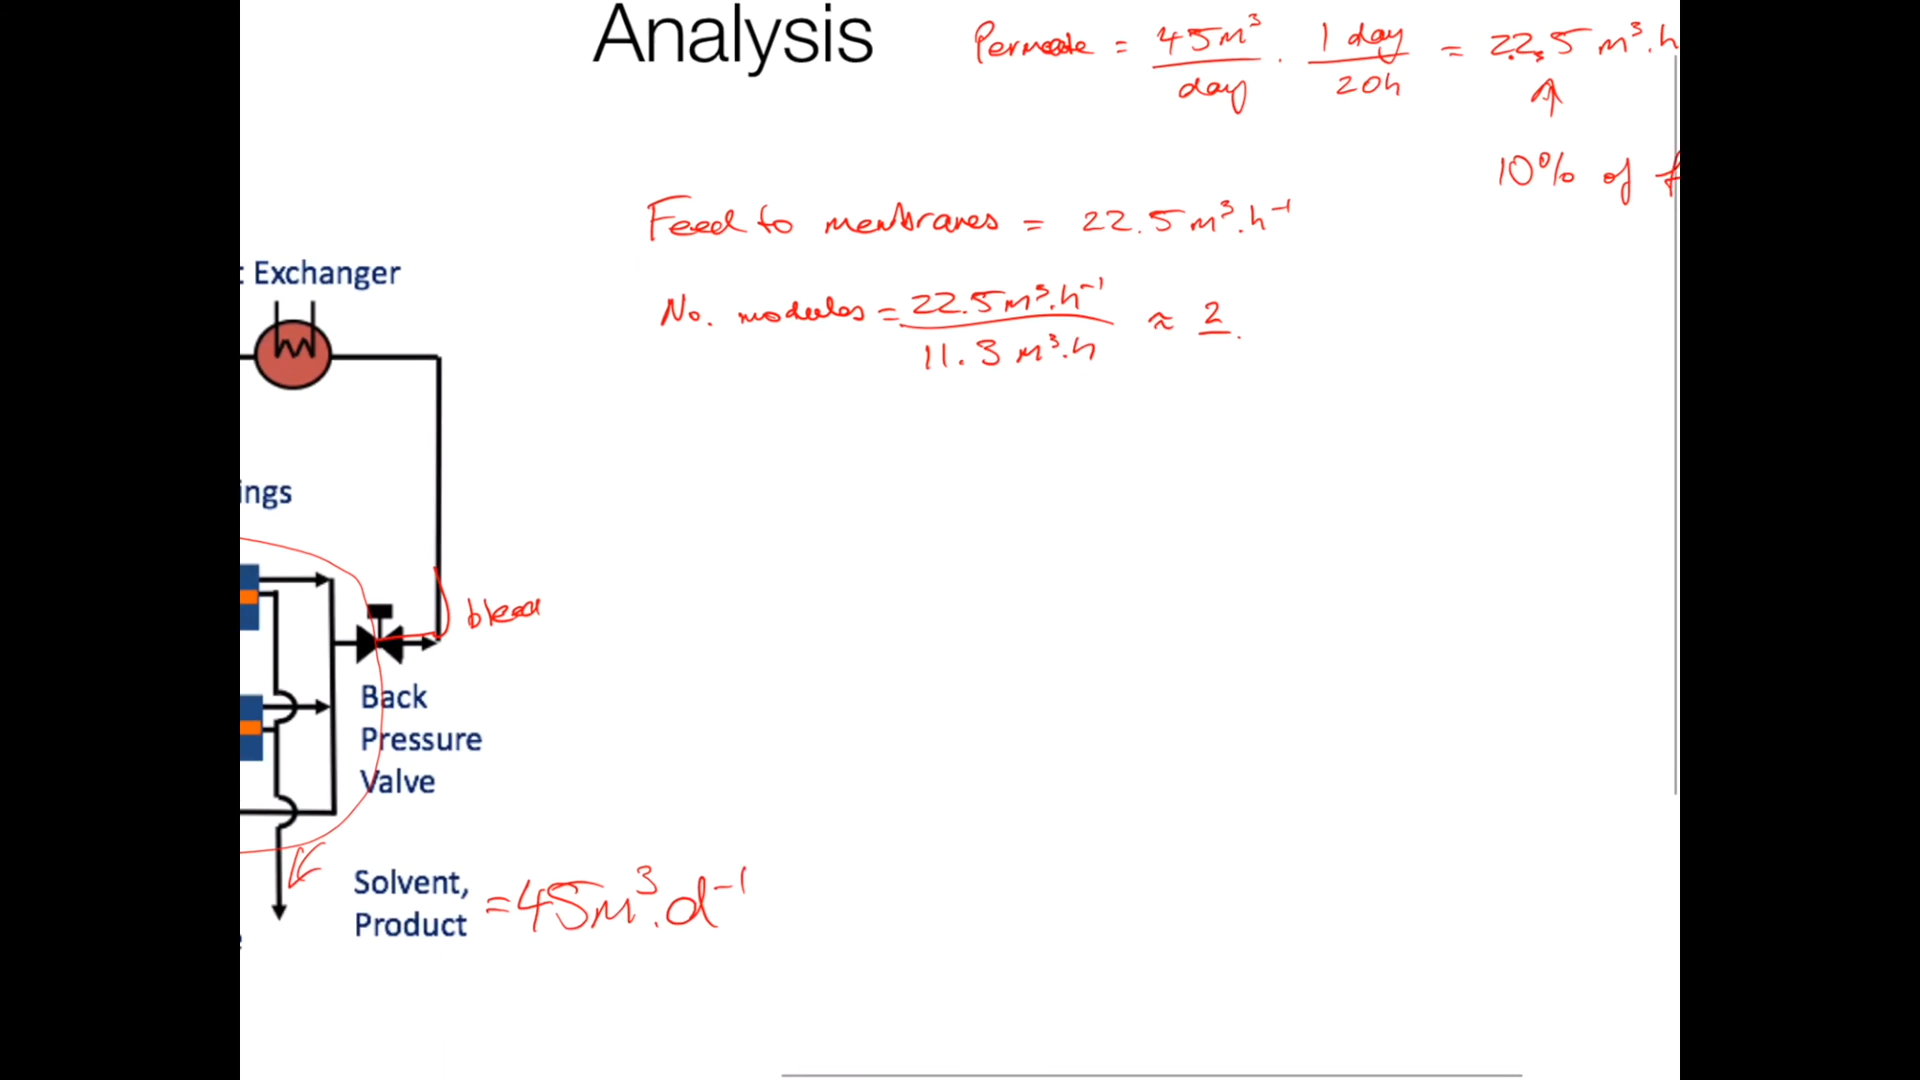 Analysis
Permeate = 45m³/day · 1 day/20h = 22.5 m³.h
10% of f
Feed to membranes = 22.5 m³.h⁻¹
No. modules = 22.5 m³.h⁻¹/11.3 m³.h ≈ 2.
: Exchanger
ings
bleed
Back
Pressure
Valve
Solvent,
Product
=45m³.d⁻¹